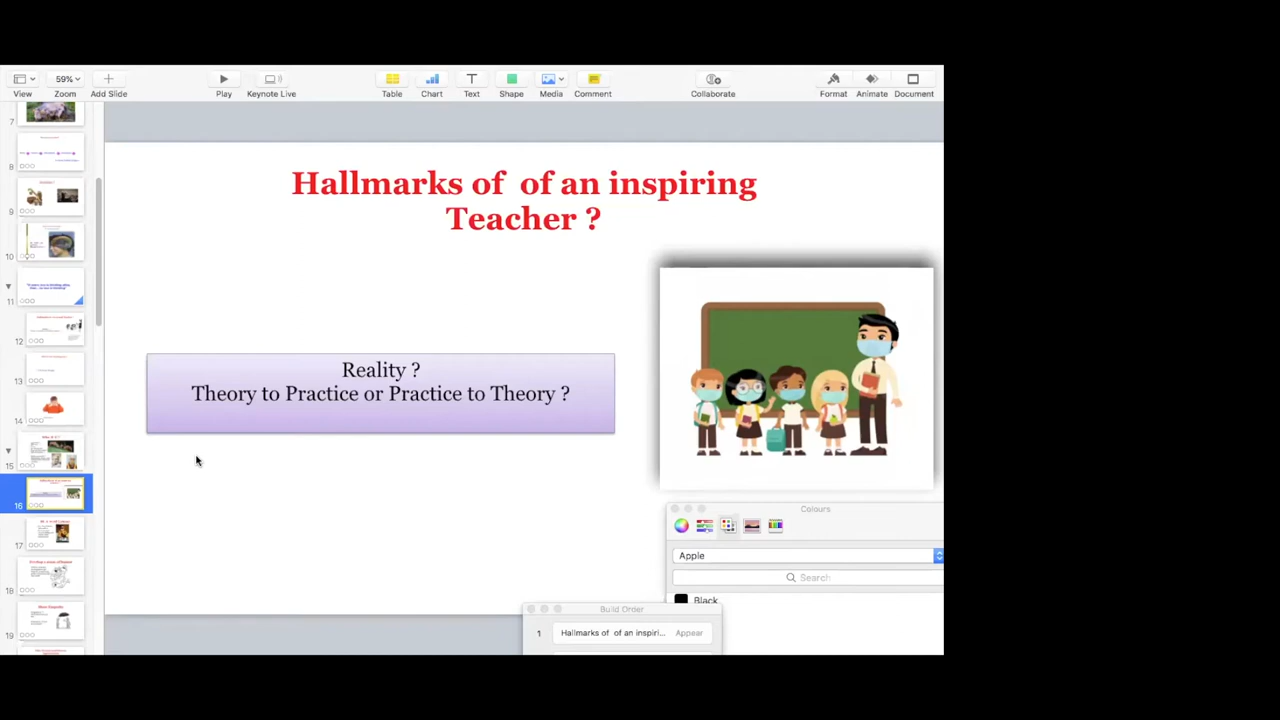 59%
View
Zoom
Add Slide
Play
Keynote Live
Table
Chart
Text
Shape
Media
Comment
Collaborate
Format
Animate
Document
7
8
9
10
11
12
13
14
15
16
17
18
19
Hallmarks of of an inspiring
Teacher ?
Reality ?
Theory to Practice or Practice to Theory ?
Colours
Apple
Search
Black
Build Order
1 Hallmarks of of an inspiri... Appear